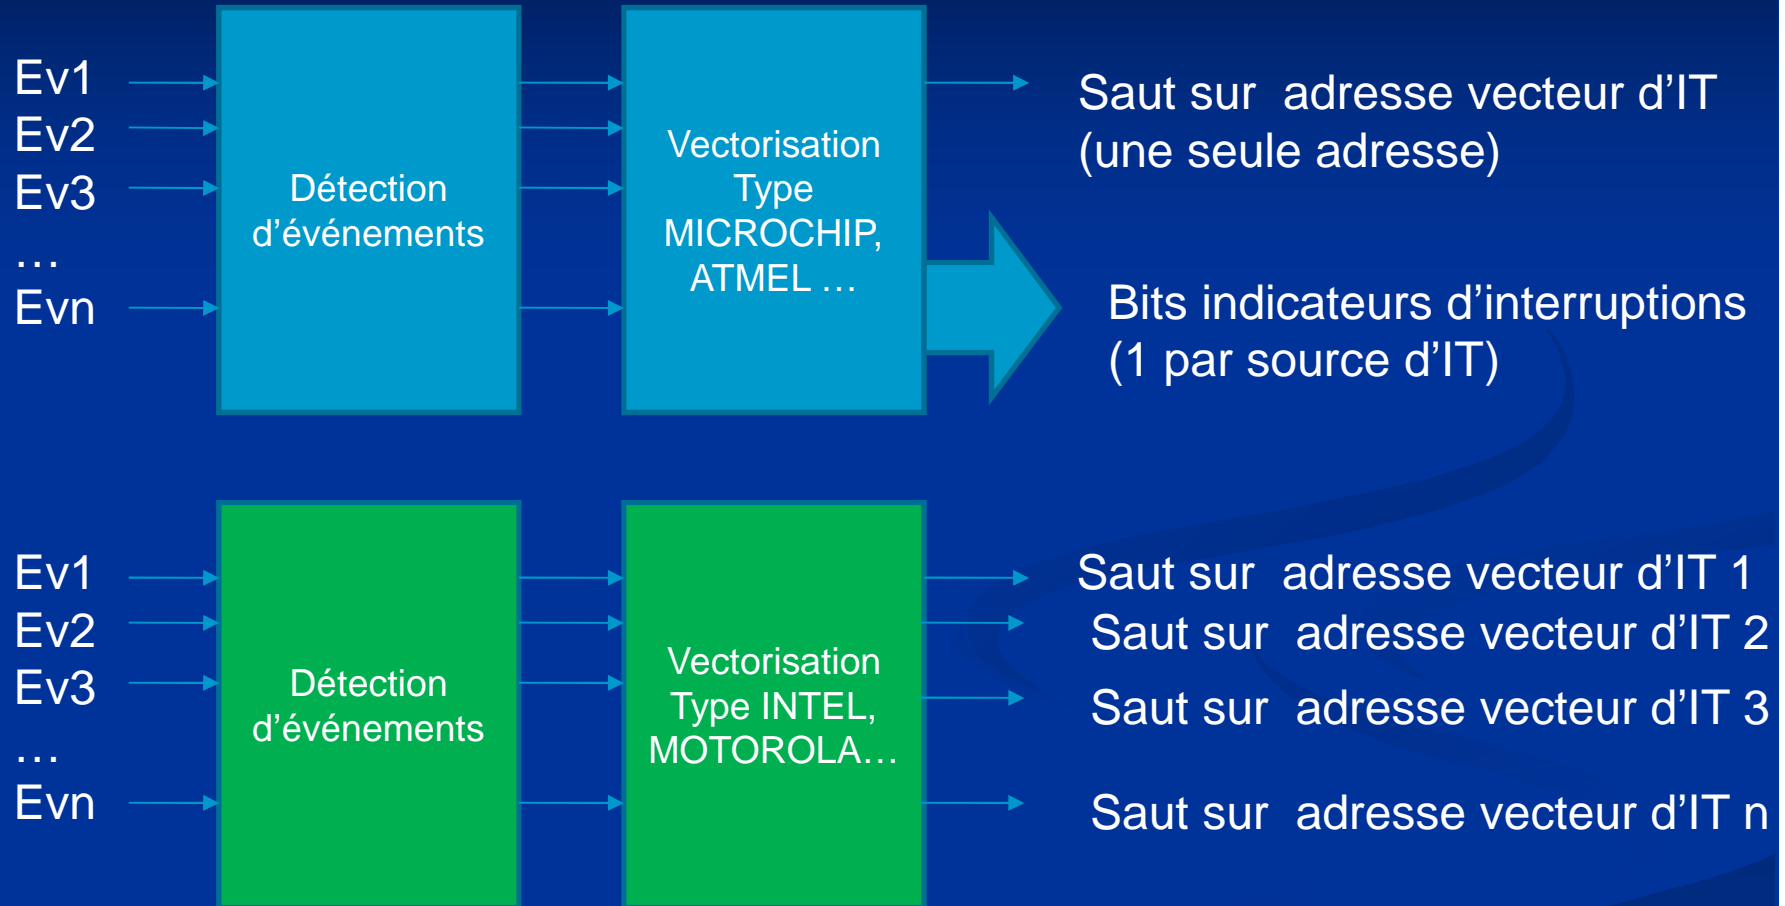 Ev1
Ev2
Ev3
…
Evn
Détection
d’événements
Vectorisation
Type
MICROCHIP,
ATMEL …
Saut sur adresse vecteur d’IT
(une seule adresse)
Bits indicateurs d’interruptions
(1 par source d’IT)
Ev1
Ev2
Ev3
…
Evn
Détection
d’événements
Vectorisation
Type INTEL,
MOTOROLA…
Saut sur adresse vecteur d’IT 1
Saut sur adresse vecteur d’IT 2
Saut sur adresse vecteur d’IT 3
Saut sur adresse vecteur d’IT n